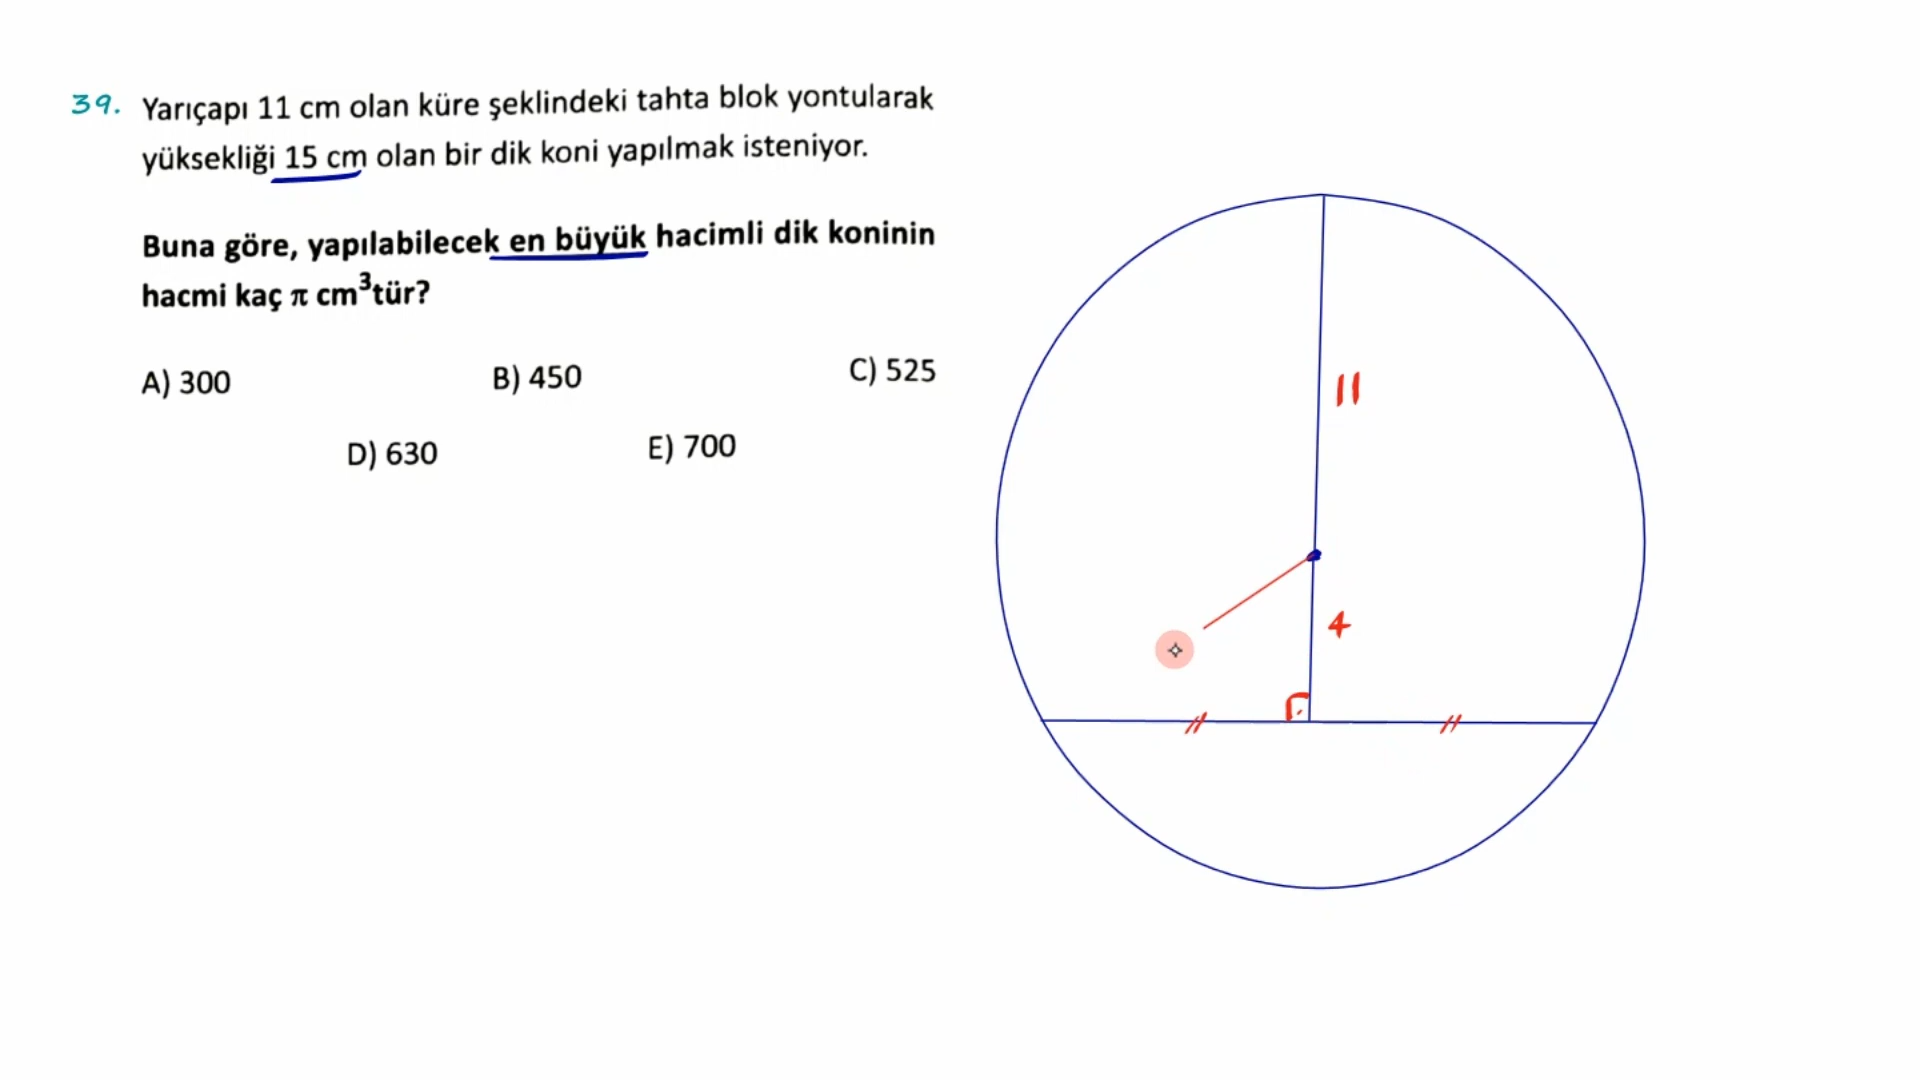 39. Yarıçapı 11 cm olan küre şeklindeki tahta blok yontularak
yüksekliği 15 cm olan bir dik koni yapılmak isteniyor.
Buna göre, yapılabilecek en büyük hacimli dik koninin
hacmi kaç π cm³tür?
A) 300 B) 450 C) 525
D) 630 E) 700
11
4